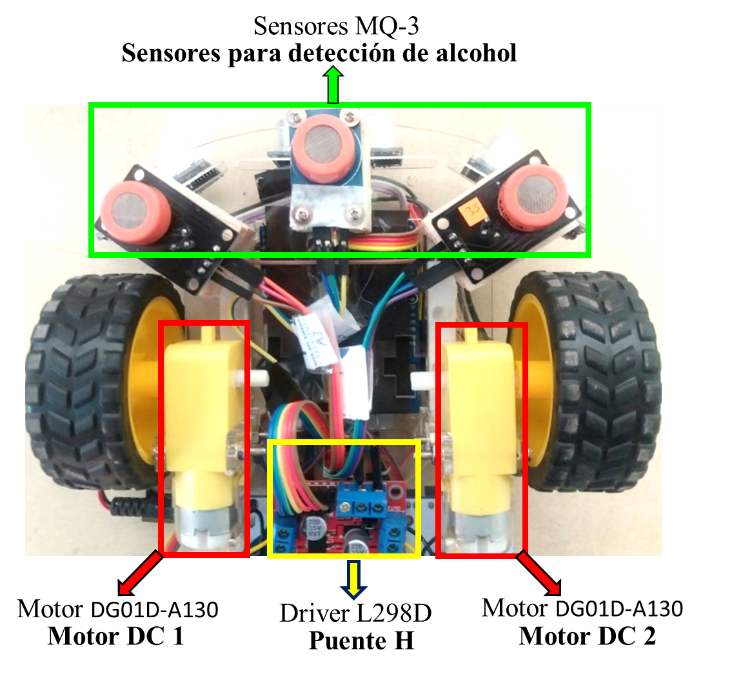 Sensores MQ-3
Sensores para detección de alcohol
Motor DG01D-A130
Motor DC 1
Driver L298D
Puente H
Motor DG01D-A130
Motor DC 2